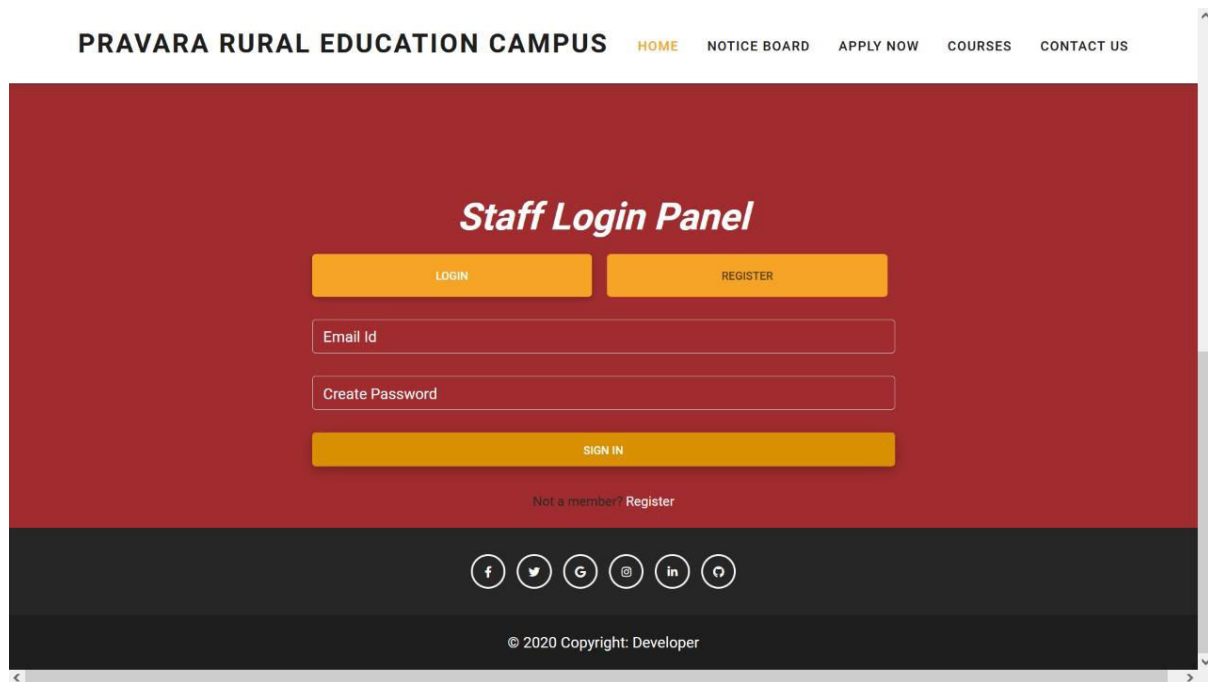 PRAVARA RURAL EDUCATION CAMPUS HOME NOTICE BOARD APPLY NOW COURSES CONTACT US
Staff Login Panel
LOGIN REGISTER
Email Id
Create Password
SIGN IN
Not a member? Register
© 2020 Copyright: Developer